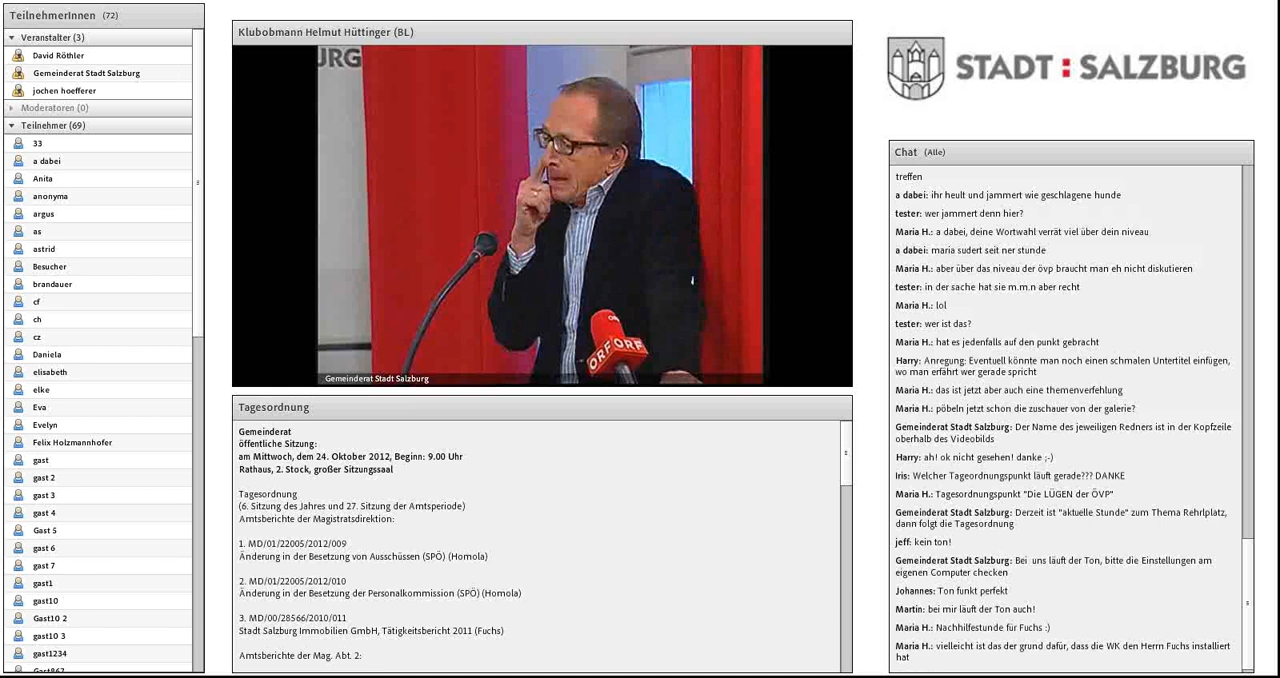 TeilnehmerInnen (72)
Veranstalter (3)
David Röthler
Gemeinderat Stadt Salzburg
jochen hoefferer
Moderatoren (0)
Teilnehmer (69)
33
a dabei
Anita
anonyma
argus
as
astrid
Besucher
brandauer
cf
ch
cz
Daniela
elisabeth
elke
Eva
Evelyn
Felix Holzmannhofer
gast
gast 2
gast 3
gast 4
Gast 5
gast 6
gast 7
gast1
gast10
Gast10 2
gast10 3
gast1234
Gast867
Klubobmann Helmut Hüttinger (BL)
URG
ORF ORF
Gemeinderat Stadt Salzburg
Tagesordnung
Gemeinderat
öffentliche Sitzung:
am Mittwoch, dem 24. Oktober 2012, Beginn: 9.00 Uhr
Rathaus, 2. Stock, großer Sitzungssaal
Tagesordnung
(6. Sitzung des Jahres und 27. Sitzung der Amtsperiode)
Amtsberichte der Magistratsdirektion:
1. MD/01/22005/2012/009
Änderung in der Besetzung von Ausschüssen (SPÖ) (Homola)
2. MD/01/22005/2012/010
Änderung in der Besetzung der Personalkommission (SPÖ) (Homola)
3. MD/00/28566/2010/011
Stadt Salzburg Immobilien GmbH, Tätigkeitsbericht 2011 (Fuchs)
Amtsberichte der Mag. Abt. 2:
STADT : SALZBURG
Chat (Alle)
treffen
a dabei: ihr heult und jammert wie geschlagene hunde
tester: wer jammert denn hier?
Maria H.: a dabei, deine Wortwahl verrät viel über dein niveau
a dabei: maria sudert seit ner stunde
Maria H.: aber über das niveau der övp braucht man eh nicht diskutieren
tester: in der sache hat sie m.m.n aber recht
Maria H.: lol
tester: wer ist das?
Maria H.: hat es jedenfalls auf den punkt gebracht
Harry: Anregung: Eventuell könnte man noch einen schmalen Untertitel einfügen,
wo man erfährt wer gerade spricht
Maria H.: das ist jetzt aber auch eine themenverfehlung
Maria H.: pöbeln jetzt schon die zuschauer von der galerie?
Gemeinderat Stadt Salzburg: Der Name des jeweiligen Redners ist in der Kopfzeile
oberhalb des Videobilds
Harry: ah! ok nicht gesehen! danke ;-)
Iris: Welcher Tageordnungspunkt läuft gerade??? DANKE
Maria H.: Tagesordnungspunkt "Die LÜGEN der ÖVP"
Gemeinderat Stadt Salzburg: Derzeit ist "aktuelle Stunde" zum Thema Rehrlplatz,
dann folgt die Tagesordnung
jeff: kein ton!
Gemeinderat Stadt Salzburg: Bei uns läuft der Ton, bitte die Einstellungen am
eigenen Computer checken
Johannes: Ton funkt perfekt
Martin: bei mir läuft der Ton auch!
Maria H.: Nachhilfestunde für Fuchs :)
Maria H.: vielleicht ist das der grund dafür, dass die WK den Herrn Fuchs installiert
hat